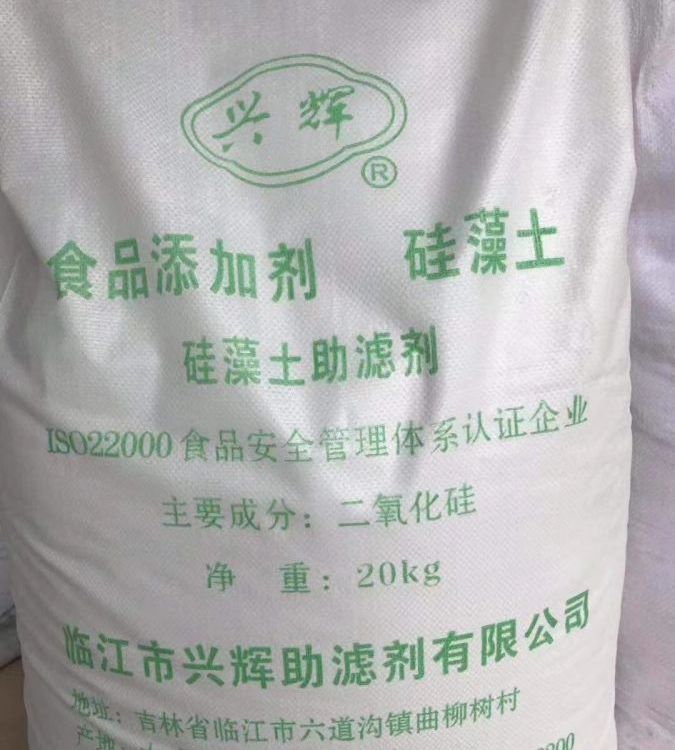 兴辉
®
食品添加剂 硅藻土
硅藻土助滤剂
ISO22000食品安全管理体系认证企业
主要成分：二氧化硅
净 重：20kg
临江市兴辉助滤剂有限公司
地址：吉林省临江市六道沟镇曲柳树村
产地